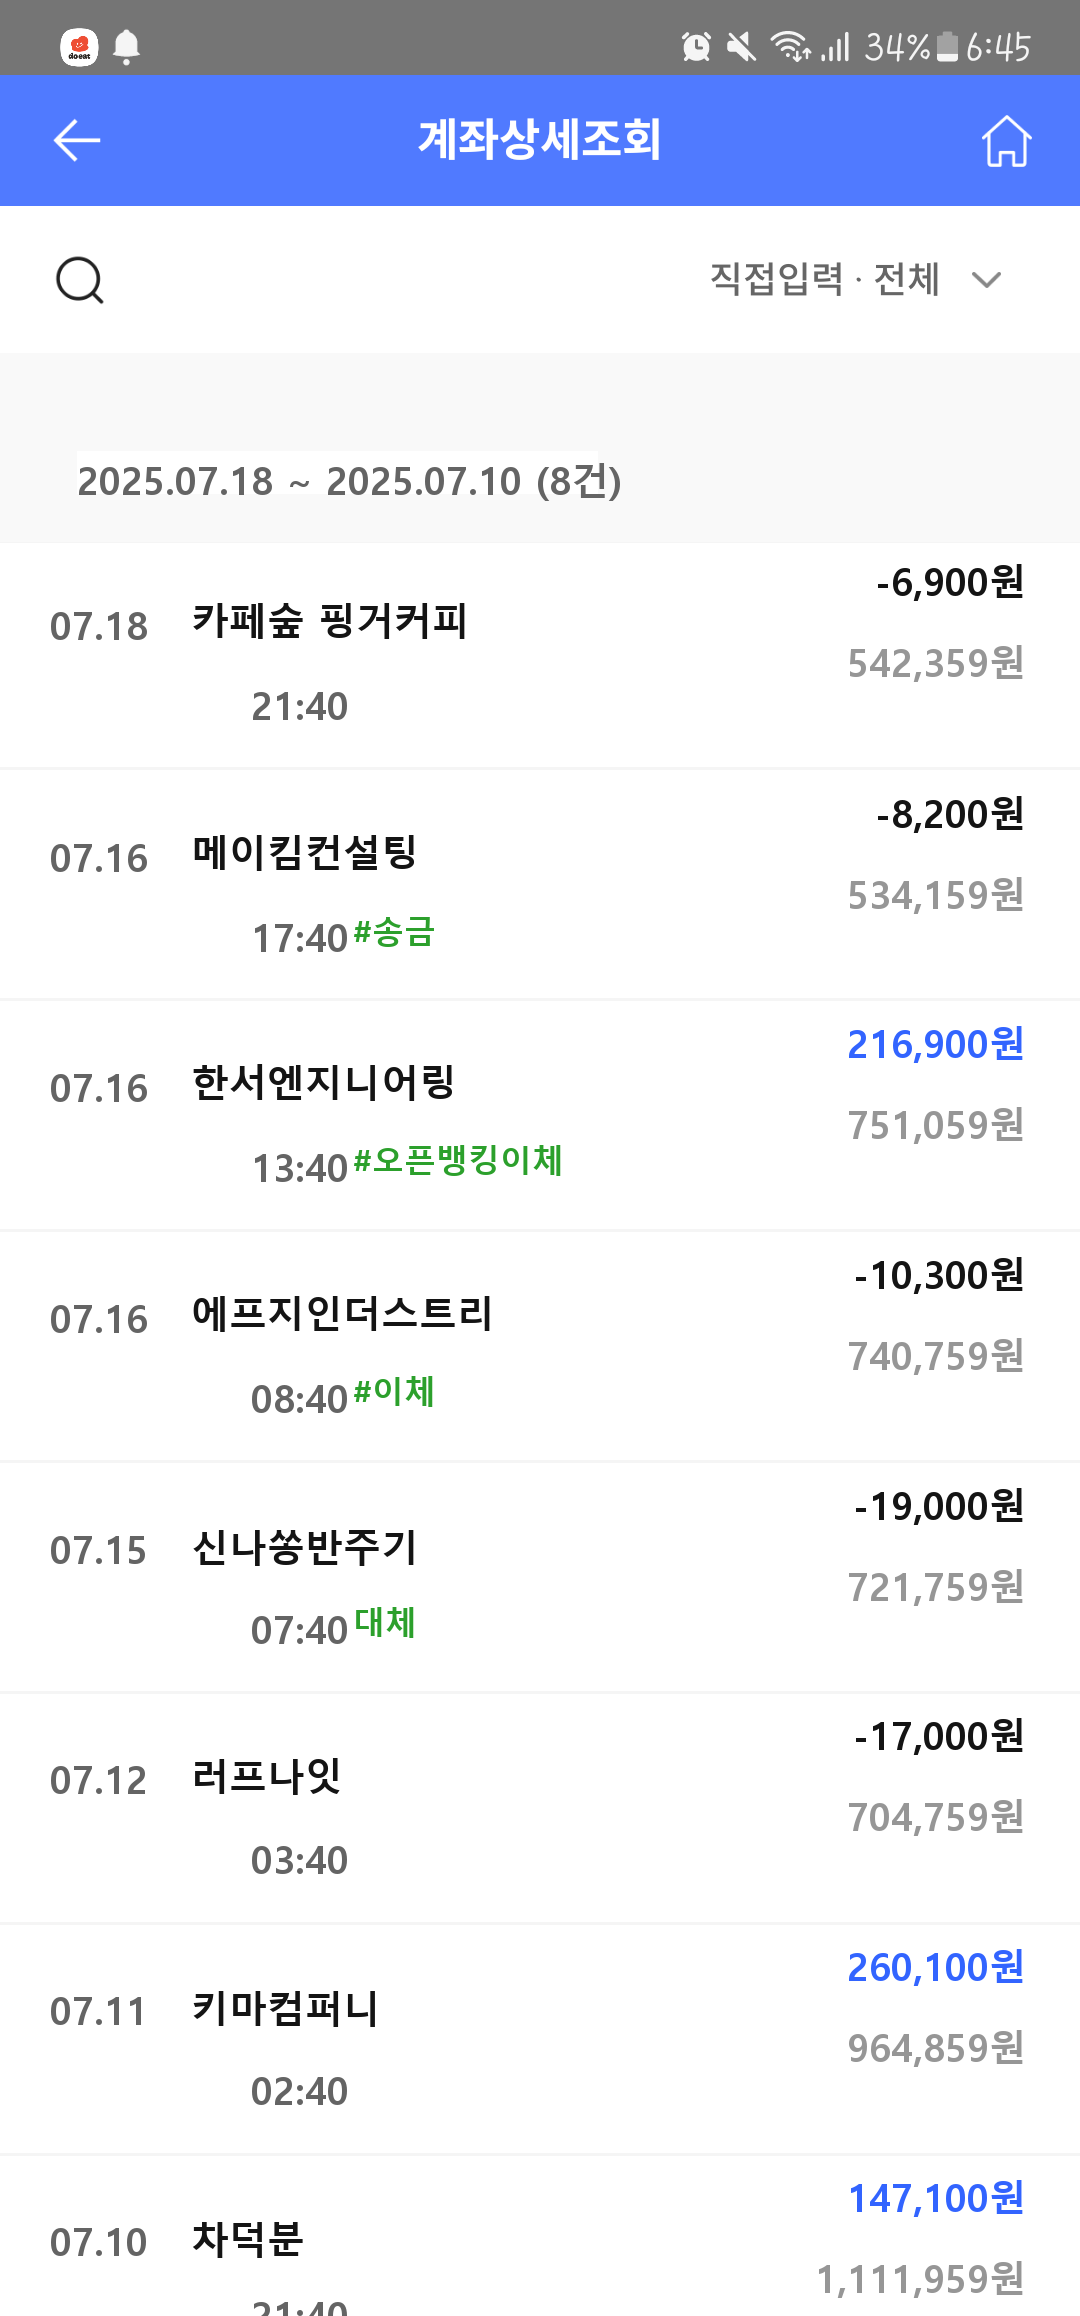 doeat
34% 6:45
계좌상세조회
직접입력 · 전체
2025.07.18 ~ 2025.07.10 (8건)
-6,900원
07.18 카페숲 핑거커피
542,359원
21:40
-8,200원
07.16 메이킴컨설팅
534,159원
17:40 #송금
216,900원
07.16 한서엔지니어링
751,059원
13:40 #오픈뱅킹이체
-10,300원
07.16 에프지인더스트리
740,759원
08:40 #이체
-19,000원
07.15 신나쏭반주기
721,759원
07:40 대체
-17,000원
07.12 러프나잇
704,759원
03:40
260,100원
07.11 키마컴퍼니
964,859원
02:40
147,100원
07.10 차덕분
1,111,959원
21:40